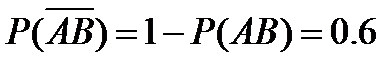 P(\overline{AB}) = 1 − P(AB) = 0.6